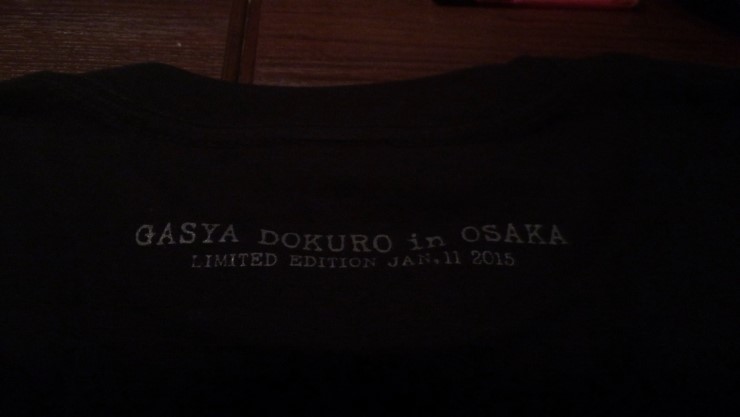 GASYA DOKURO in OSAKA
LIMITED EDITION JAN.11 2015